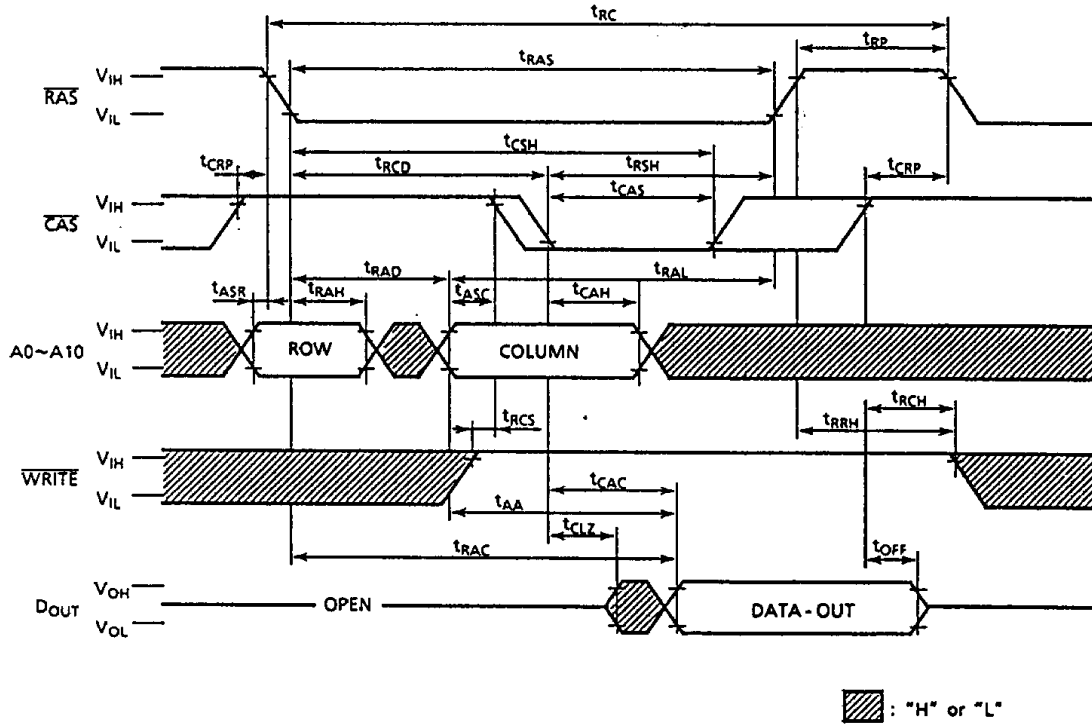 tRC
tRP
tRAS
RAS
VIH
VIL
tCSH
tCRP
tRCD
tRSH
tCRP
tCAS
CAS
VIH
VIL
tRAD
tRAL
tASR
tRAH
tASC
tCAH
A0~A10
VIH
VIL
ROW
COLUMN
tRCS
tRCH
tRRH
WRITE
VIH
VIL
tCAC
tAA
tCLZ
tRAC
tOFF
DOUT
VOH
VOL
OPEN
DATA-OUT
: "H" or "L"